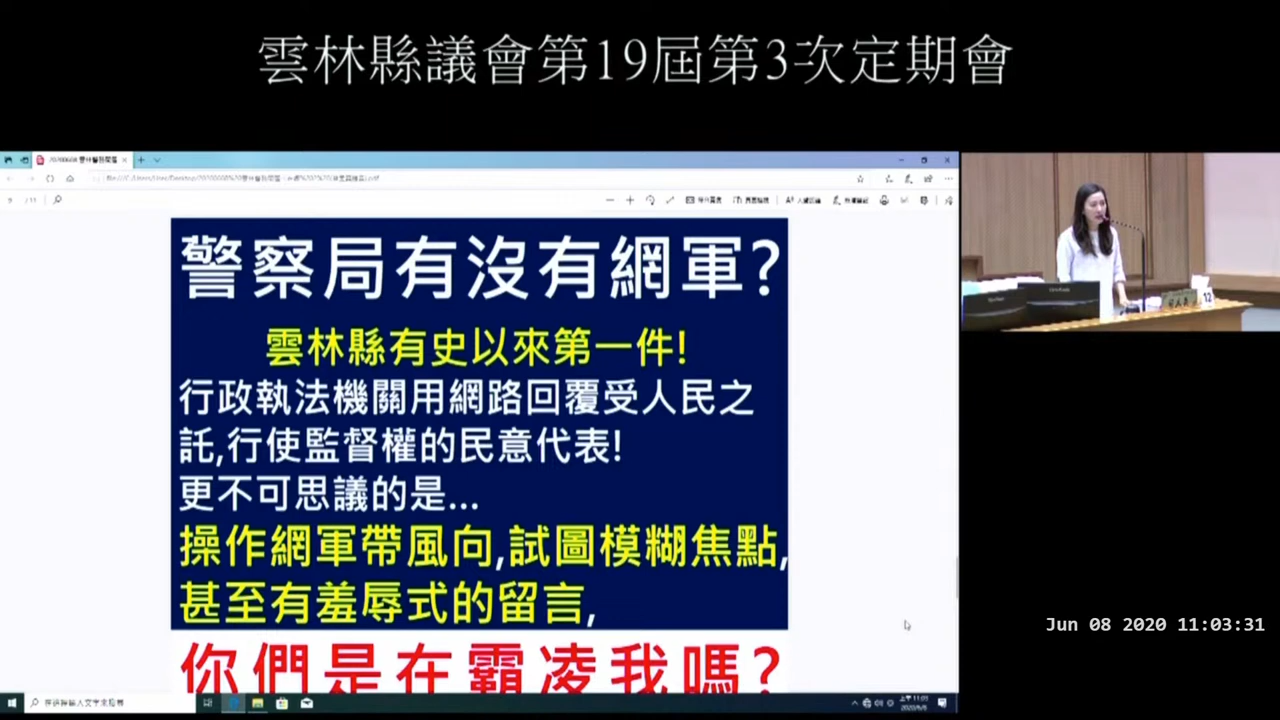 雲林縣議會第19屆第3次定期會
警察局有沒有網軍?
雲林縣有史以來第一件!
行政執法機關用網路回覆受人民之
託,行使監督權的民意代表!
更不可思議的是...
操作網軍帶風向,試圖模糊焦點,
甚至有羞辱式的留言,
你們是在霸凌我嗎?
12
Jun 08 2020 11:03:31